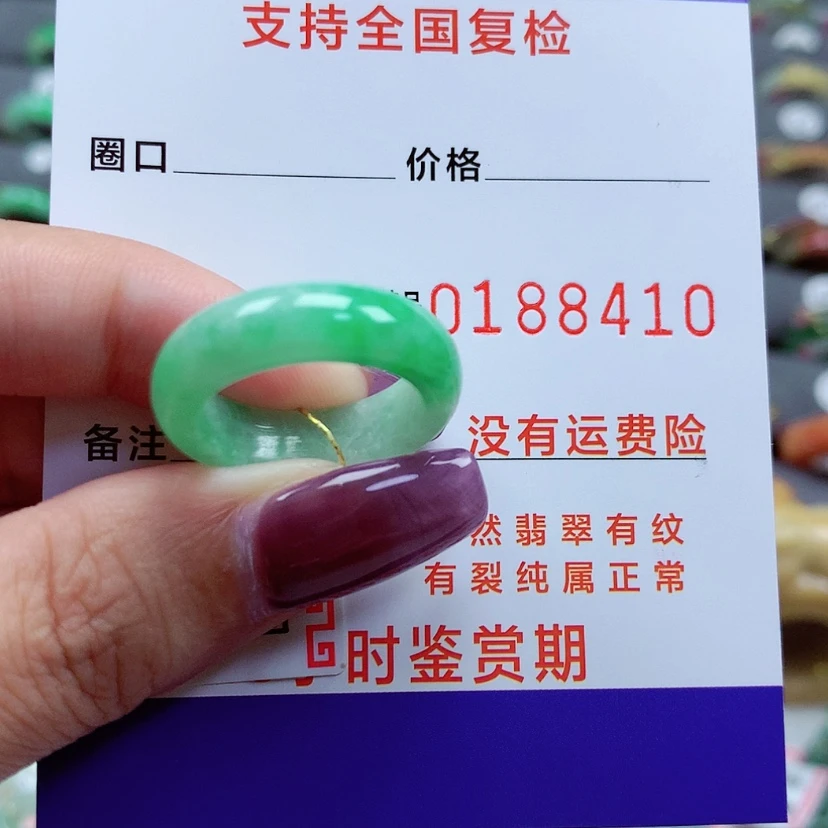 支持全国复检
圈口 价格
0188410
备注 没有运费险
然翡翠有纹
有裂纯属正常
时鉴赏期